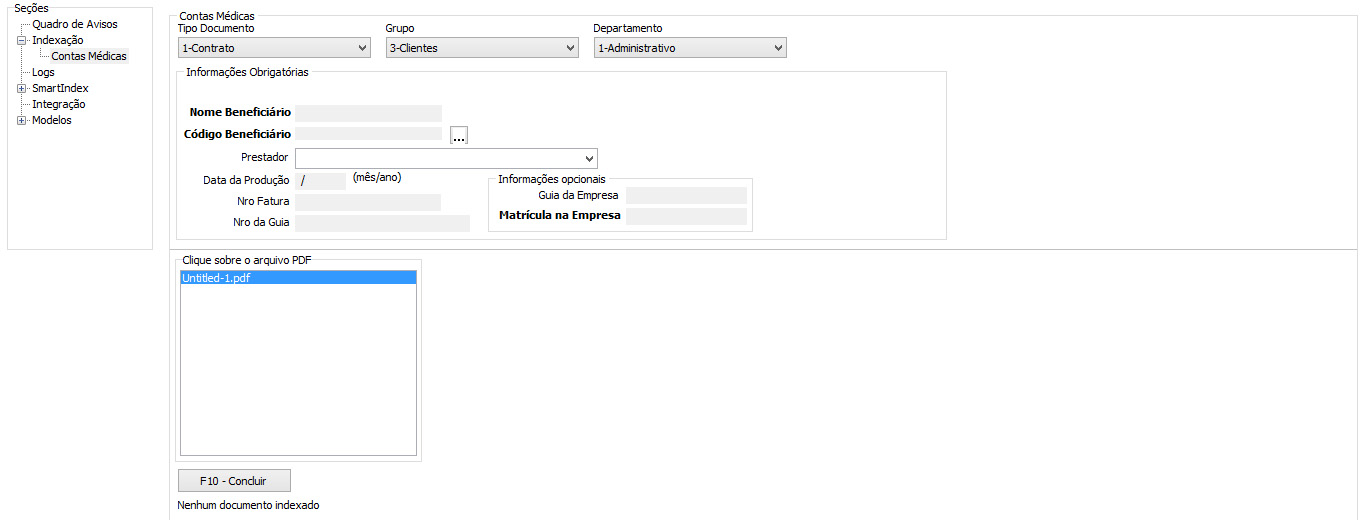 Seções
Quadro de Avisos
Indexação
Contas Médicas
Logs
SmartIndex
Integração
Modelos
Contas Médicas
Tipo Documento Grupo Departamento
1-Contrato 3-Clientes 1-Administrativo
Informações Obrigatórias
Nome Beneficiário
Código Beneficiário ...
Prestador
Data da Produção / (mês/ano)
Nro Fatura
Nro da Guia
Informações opcionais
Guia da Empresa
Matrícula na Empresa
Clique sobre o arquivo PDF
Untitled-1.pdf
F10 - Concluir
Nenhum documento indexado